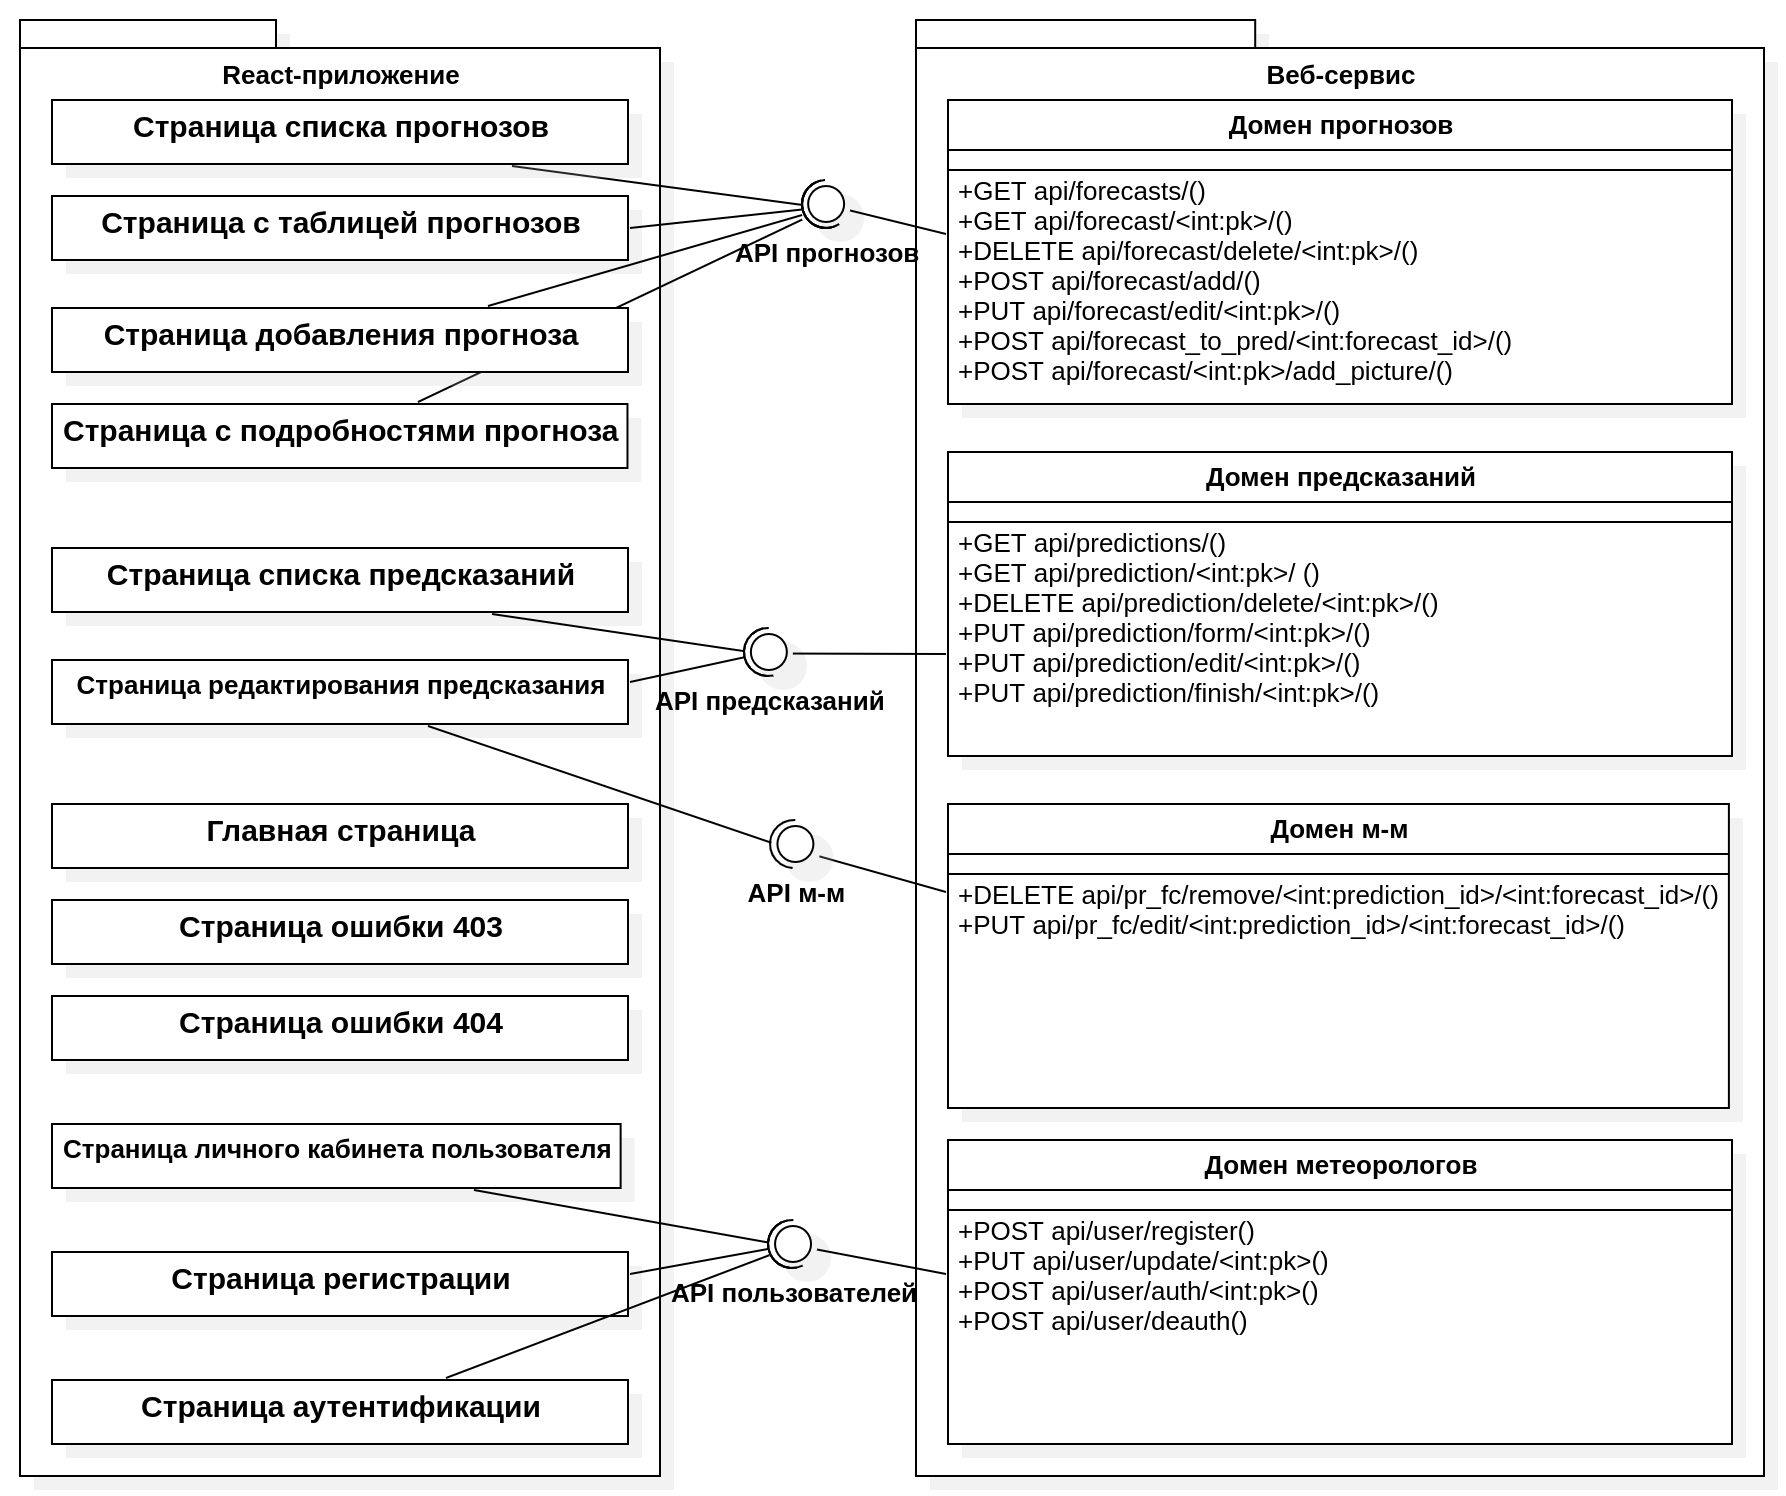 React-приложение
Страница списка прогнозов
Страница с таблицей прогнозов
Страница добавления прогноза
Страница с подробностями прогноза
Страница списка предсказаний
Страница редактирования предсказания
Главная страница
Страница ошибки 403
Страница ошибки 404
Страница личного кабинета пользователя
Страница регистрации
Страница аутентификации
API прогнозов
API предсказаний
API м-м
API пользователей
Веб-сервис
Домен прогнозов
+GET api/forecasts/()
+GET api/forecast/<int:pk>/()
+DELETE api/forecast/delete/<int:pk>/()
+POST api/forecast/add/()
+PUT api/forecast/edit/<int:pk>/()
+POST api/forecast_to_pred/<int:forecast_id>/()
+POST api/forecast/<int:pk>/add_picture/()
Домен предсказаний
+GET api/predictions/()
+GET api/prediction/<int:pk>/ ()
+DELETE api/prediction/delete/<int:pk>/()
+PUT api/prediction/form/<int:pk>/()
+PUT api/prediction/edit/<int:pk>/()
+PUT api/prediction/finish/<int:pk>/()
Домен м-м
+DELETE api/pr_fc/remove/<int:prediction_id>/<int:forecast_id>/()
+PUT api/pr_fc/edit/<int:prediction_id>/<int:forecast_id>/()
Домен метеорологов
+POST api/user/register()
+PUT api/user/update/<int:pk>()
+POST api/user/auth/<int:pk>()
+POST api/user/deauth()